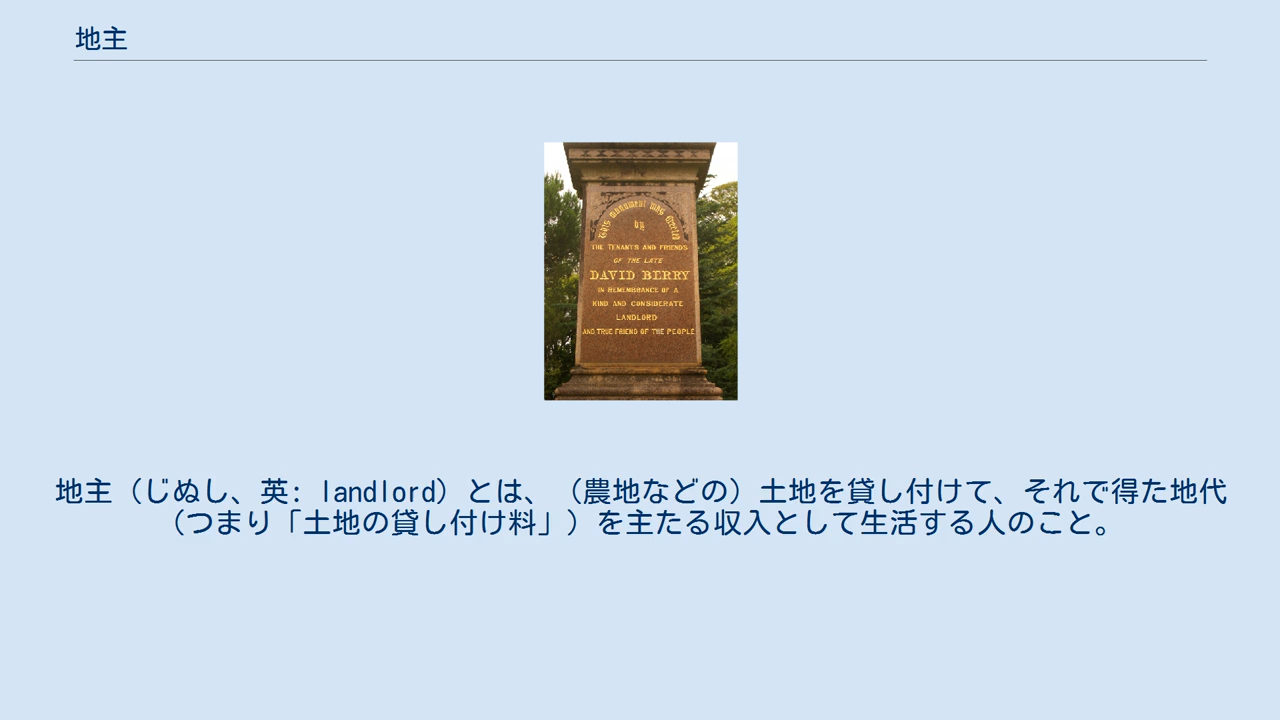 地主
This monument was Erected
by
THE TENANTS AND FRIENDS
OF THE LATE
DAVID BERRY
IN REMEMBRANCE OF A
KIND AND CONSIDERATE
LANDLORD
AND TRUE FRIEND OF THE PEOPLE
地主（じぬし、英: landlord）とは、（農地などの）土地を貸し付けて、それで得た地代
（つまり「土地の貸し付け料」）を主たる収入として生活する人のこと。